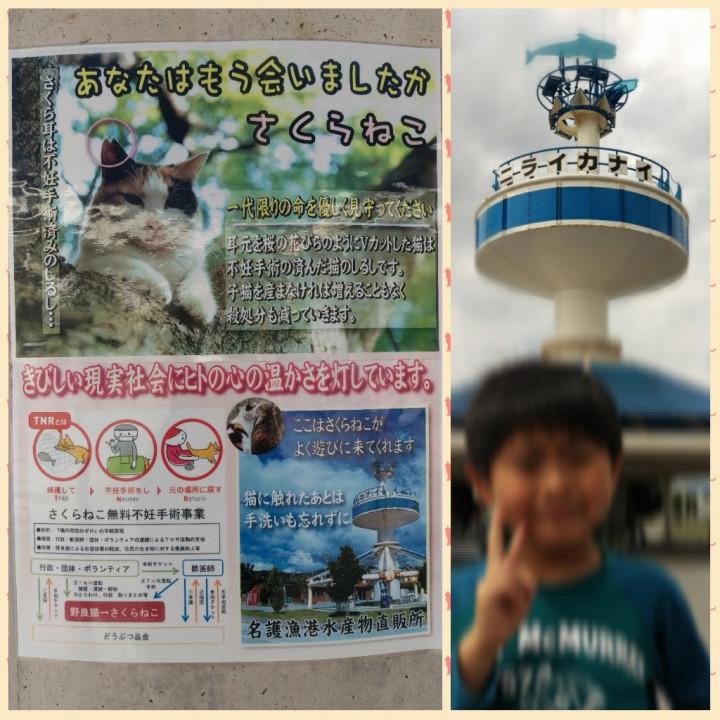 あなたはもう会いましたか
さくらねこ
さくら耳は不妊手術済みのしるし…
一代限りの命を優しく見守ってください
耳元を桜の花びらのようにVカットした猫は
不妊手術の済んだ猫のしるしです。
子猫を産まなければ増えることもなく
殺処分も減っていきます。
きびしい現実社会にヒトの心の温かさを灯しています。
TNRとは
捕獲して
Trap
不妊手術をし
Neuter
元の場所に戻す
Return
さくらねこ無料不妊手術事業
行政・団体・ボランティア
獣医師
手術チケット
野良猫→さくらねこ
どうぶつ基金
ここはさくらねこが
よく遊びに来てくれます
猫に触れたあとは
手洗いも忘れずに
ニライカナイ
名護漁港水産物直販所
ニライカナイ
McMURRA